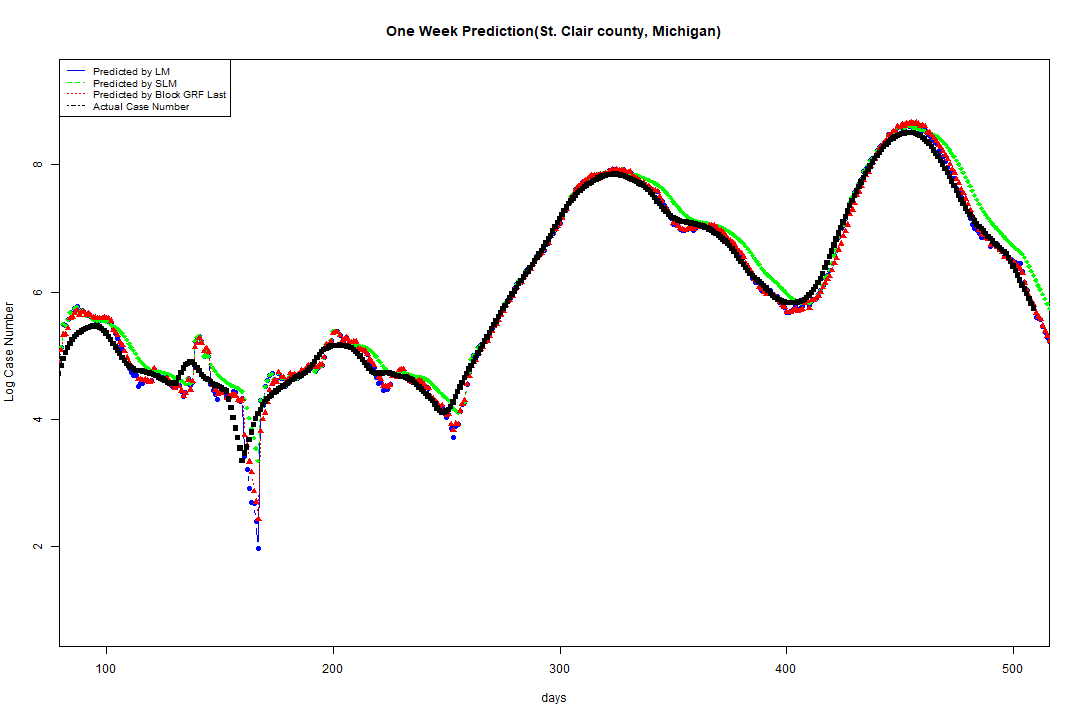 One Week Prediction(St. Clair county, Michigan)
Predicted by LM
Predicted by SLM
Predicted by Block GRF Last
Actual Case Number
8
6
4
2
Log Case Number
100 200 300 400 500
days